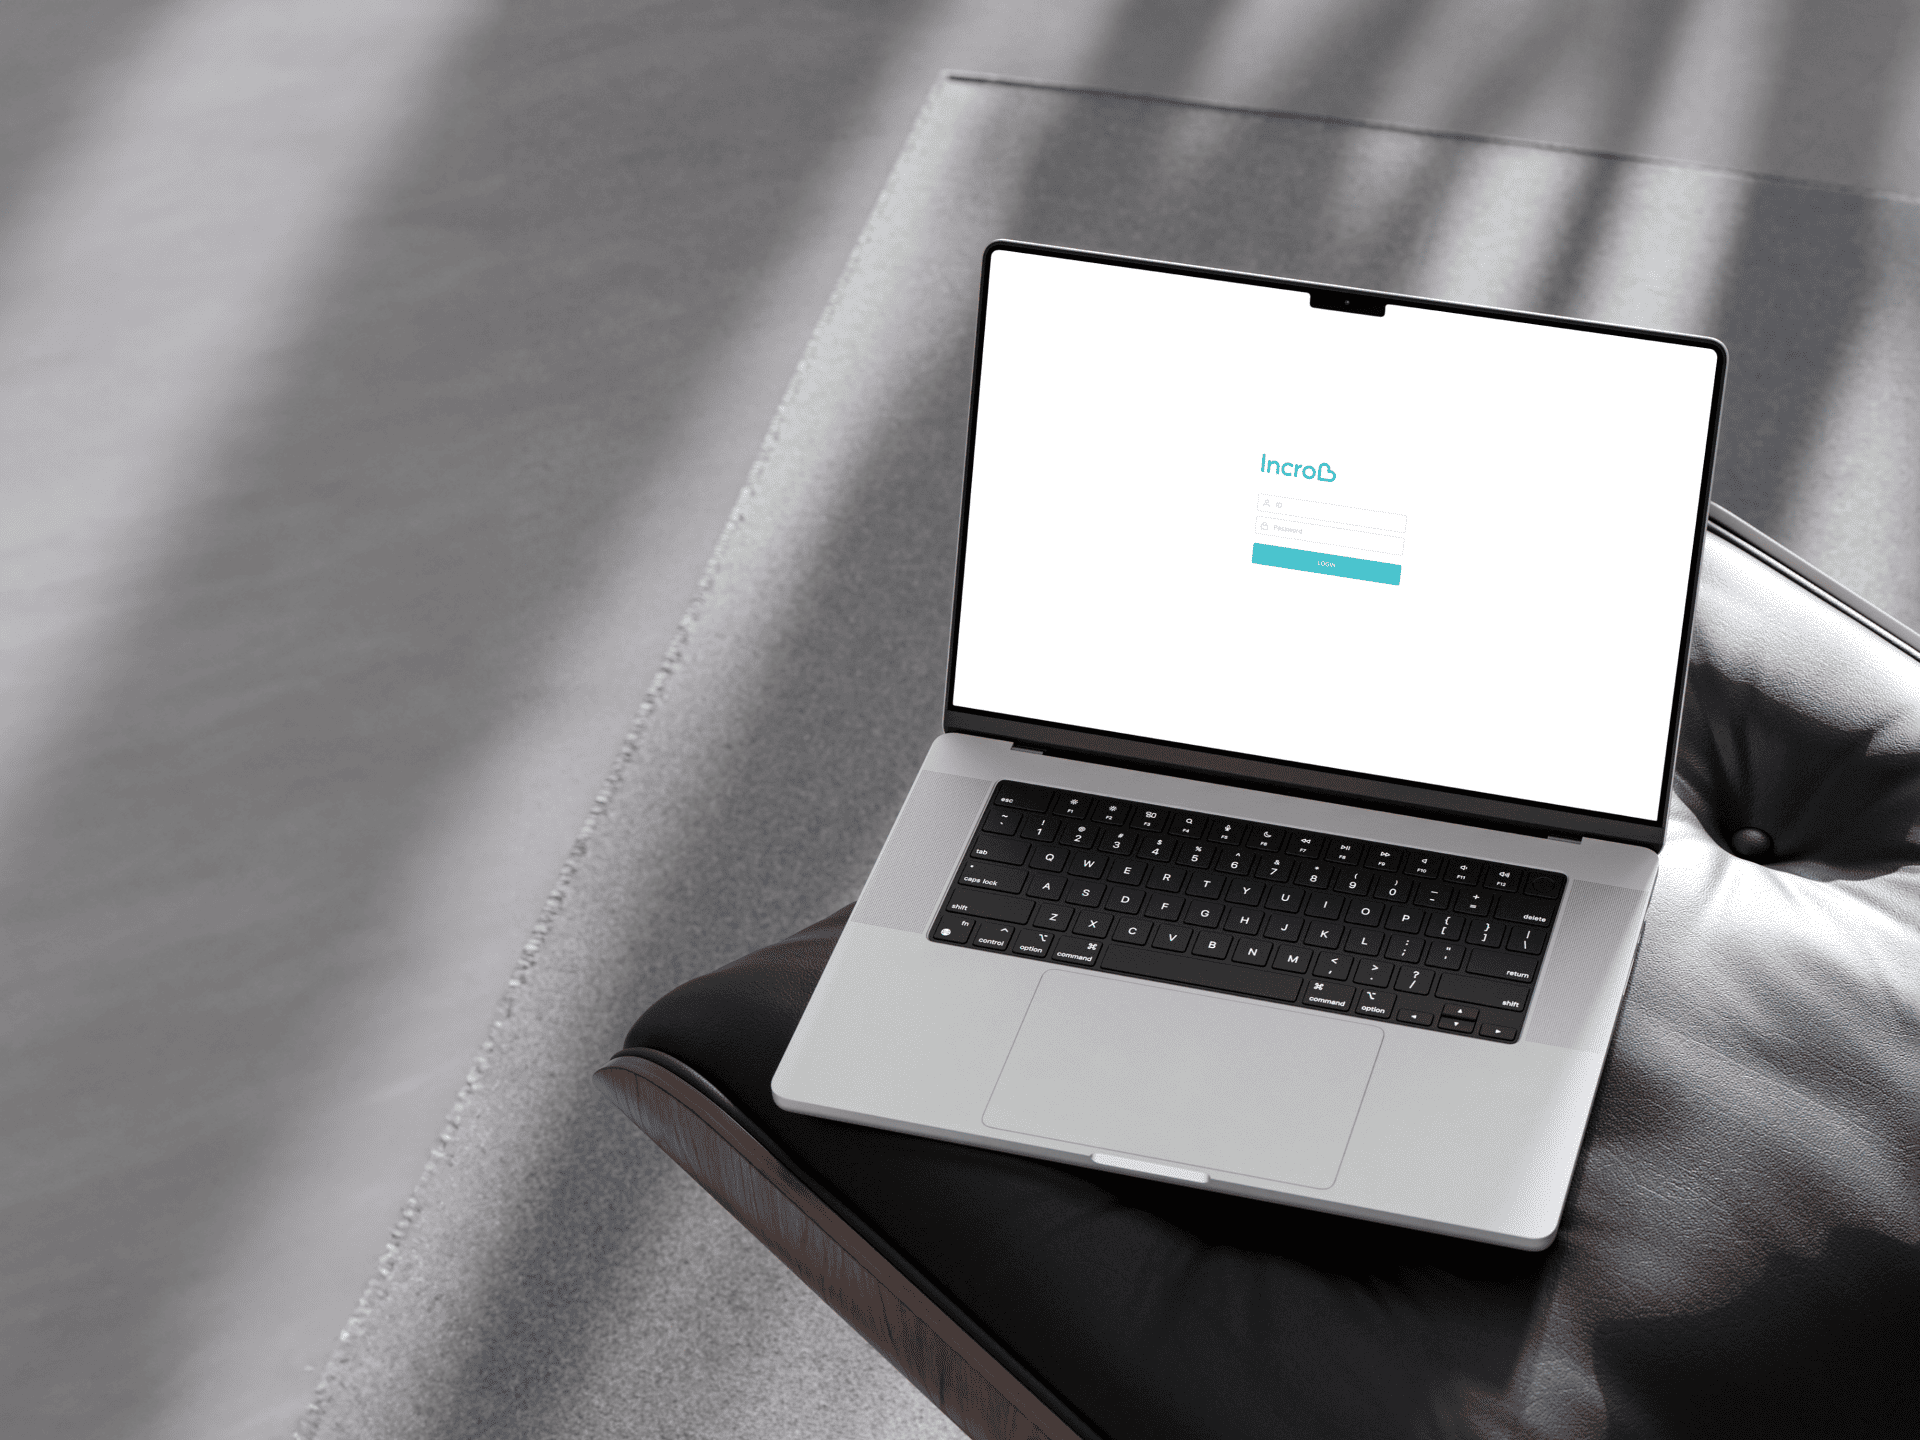 IncroB
ID
Password
LOGIN
esc F1 F2 F3 F4 F5 F6 F7 F8 F9 F10 F11 F12
~ ` ! 1 @ 2 # 3 $ 4 % 5 ^ 6 & 7 * 8 ( 9 ) 0 _ - + = delete
tab Q W E R T Y U I O P { [ } ] | \
caps lock A S D F G H J K L : ; " ' return
shift Z X C V B N M < , > . ? / shift
fn control option command command option